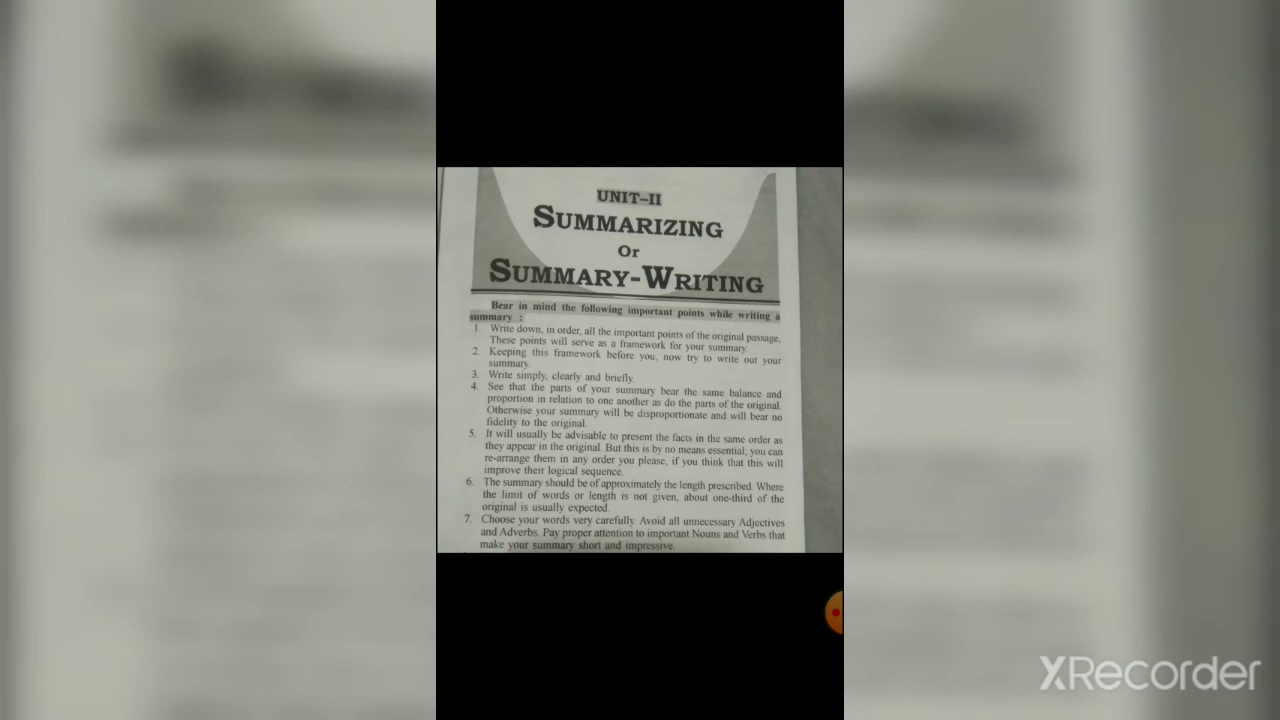 UNIT–II
SUMMARIZING
Or
SUMMARY-WRITING
Bear in mind the following important points while writing a
summary :
1. Write down, in order, all the important points of the original passage,
These points will serve as a framework for your summary.
2. Keeping this framework before you, now try to write out your
summary.
3. Write simply, clearly and briefly.
4. See that the parts of your summary bear the same balance and
proportion in relation to one another as do the parts of the original.
Otherwise your summary will be disproportionate and will bear no
fidelity to the original.
5. It will usually be advisable to present the facts in the same order as
they appear in the original. But this is by no means essential; you can
re-arrange them in any order you please, if you think that this will
improve their logical sequence.
6. The summary should be of approximately the length prescribed. Where
the limit of words or length is not given, about one-third of the
original is usually expected.
7. Choose your words very carefully. Avoid all unnecessary Adjectives
and Adverbs. Pay proper attention to important Nouns and Verbs that
make your summary short and impressive.
XRecorder